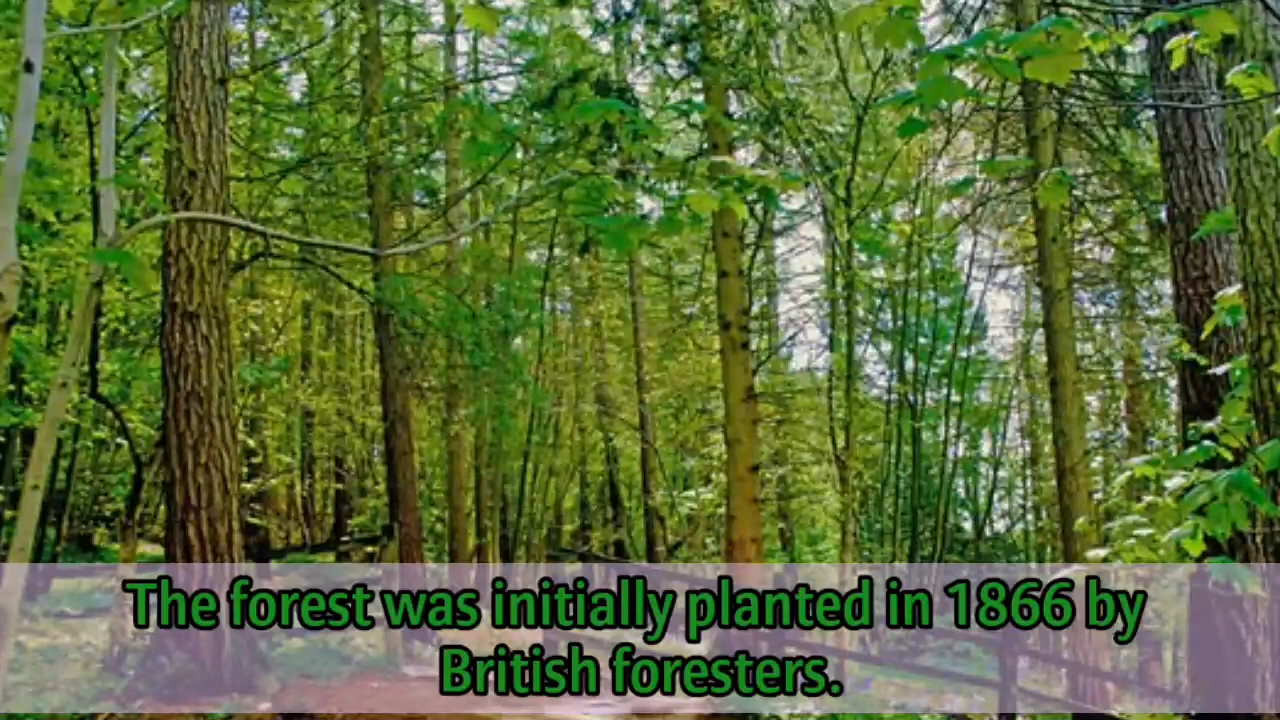 The forest was initially planted in 1866 by
British foresters.